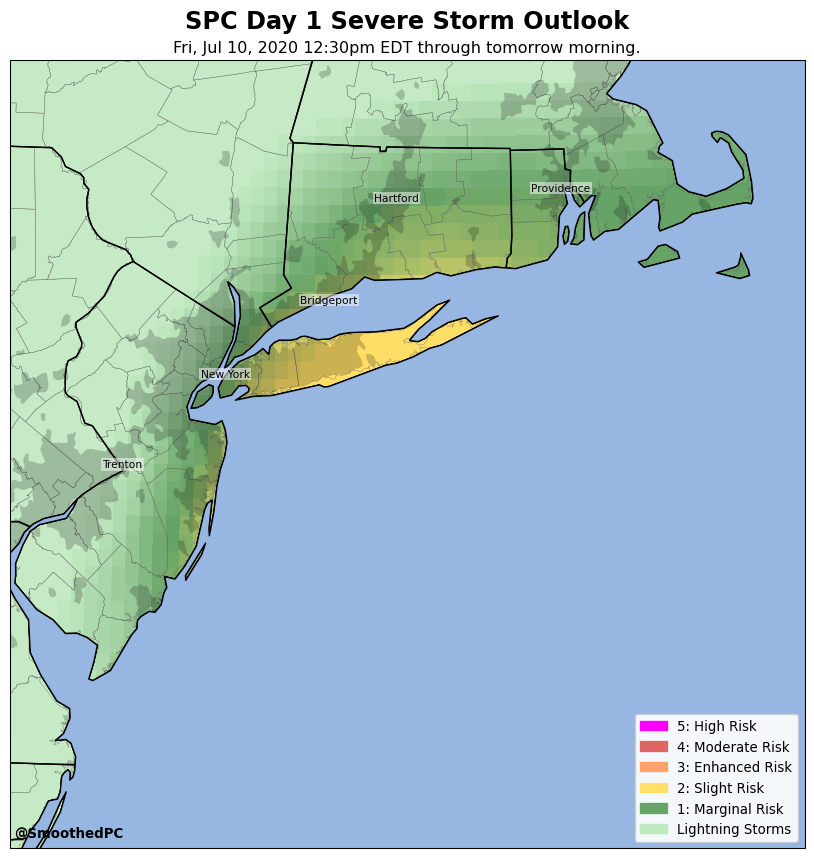 SPC Day 1 Severe Storm Outlook
Fri, Jul 10, 2020 12:30pm EDT through tomorrow morning.
Providence
Hartford
Bridgeport
New York
Trenton
5: High Risk
4: Moderate Risk
3: Enhanced Risk
2: Slight Risk
1: Marginal Risk
Lightning Storms
@SmoothedPC